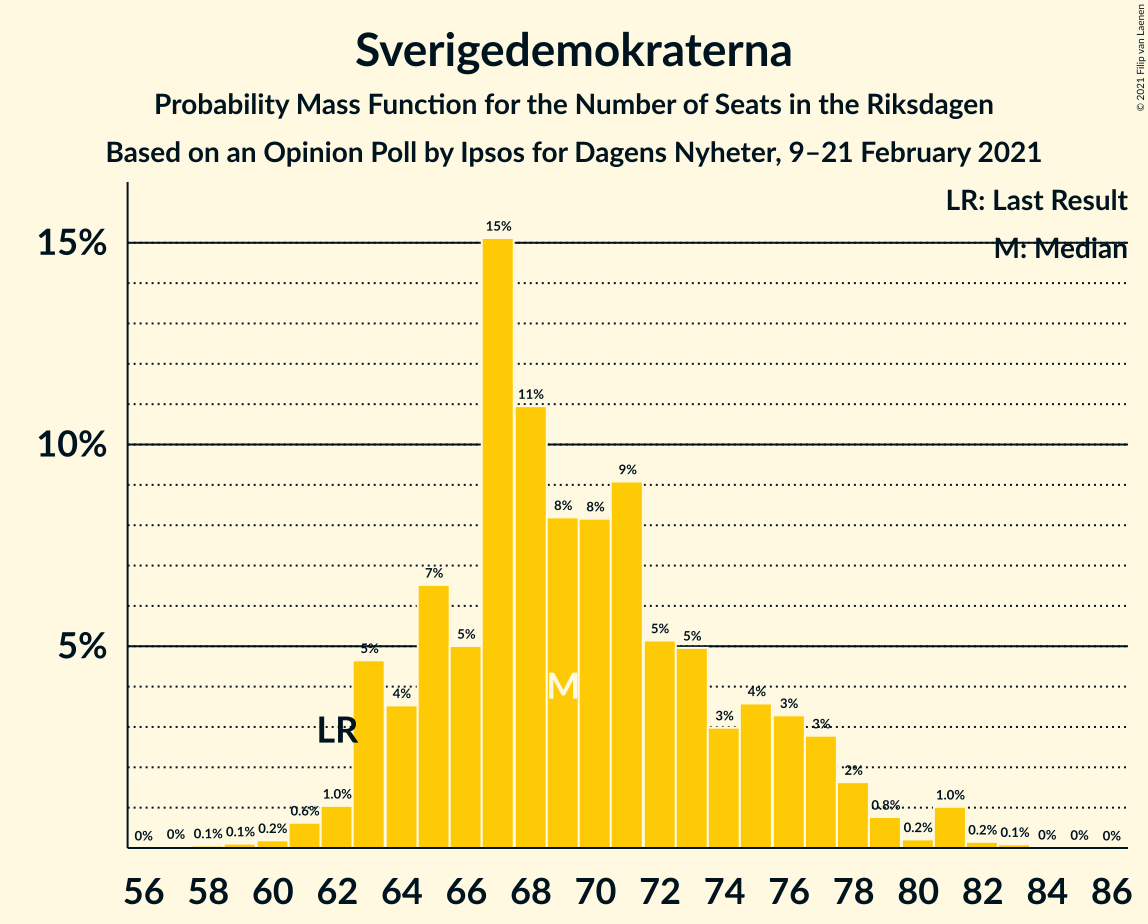 Sverigedemokraterna
Probability Mass Function for the Number of Seats in the Riksdagen
Based on an Opinion Poll by Ipsos for Dagens Nyheter, 9–21 February 2021
© 2021 Filip van Laenen
LR: Last Result
M: Median
15%
10%
5%
0% 0% 0.1% 0.1% 0.2% 0.6% 1.0% 5% 4% 7% 5% 15% 11% 8% 8% 9% 5% 5% 3% 4% 3% 3% 2% 0.8% 0.2% 1.0% 0.2% 0.1% 0% 0% 0%
LR
M
56 58 60 62 64 66 68 70 72 74 76 78 80 82 84 86